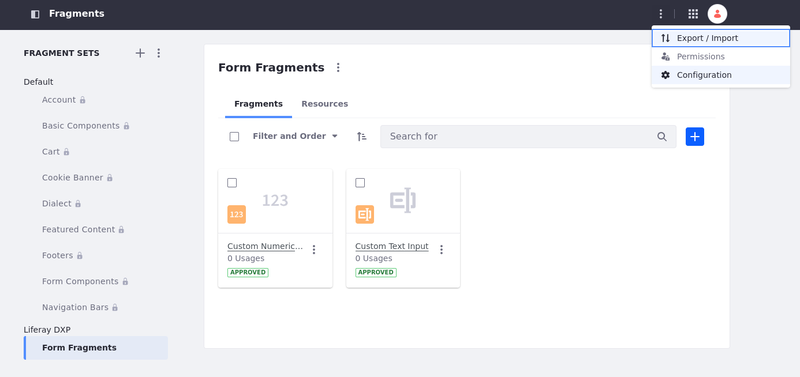 Fragments
Export / Import
Permissions
Configuration
FRAGMENT SETS
Default
Account
Basic Components
Cart
Cookie Banner
Dialect
Featured Content
Footers
Form Components
Navigation Bars
Liferay DXP
Form Fragments
Form Fragments
Fragments Resources
Filter and Order Search for
123
123
Custom Numeric...
0 Usages
APPROVED
Custom Text Input
0 Usages
APPROVED